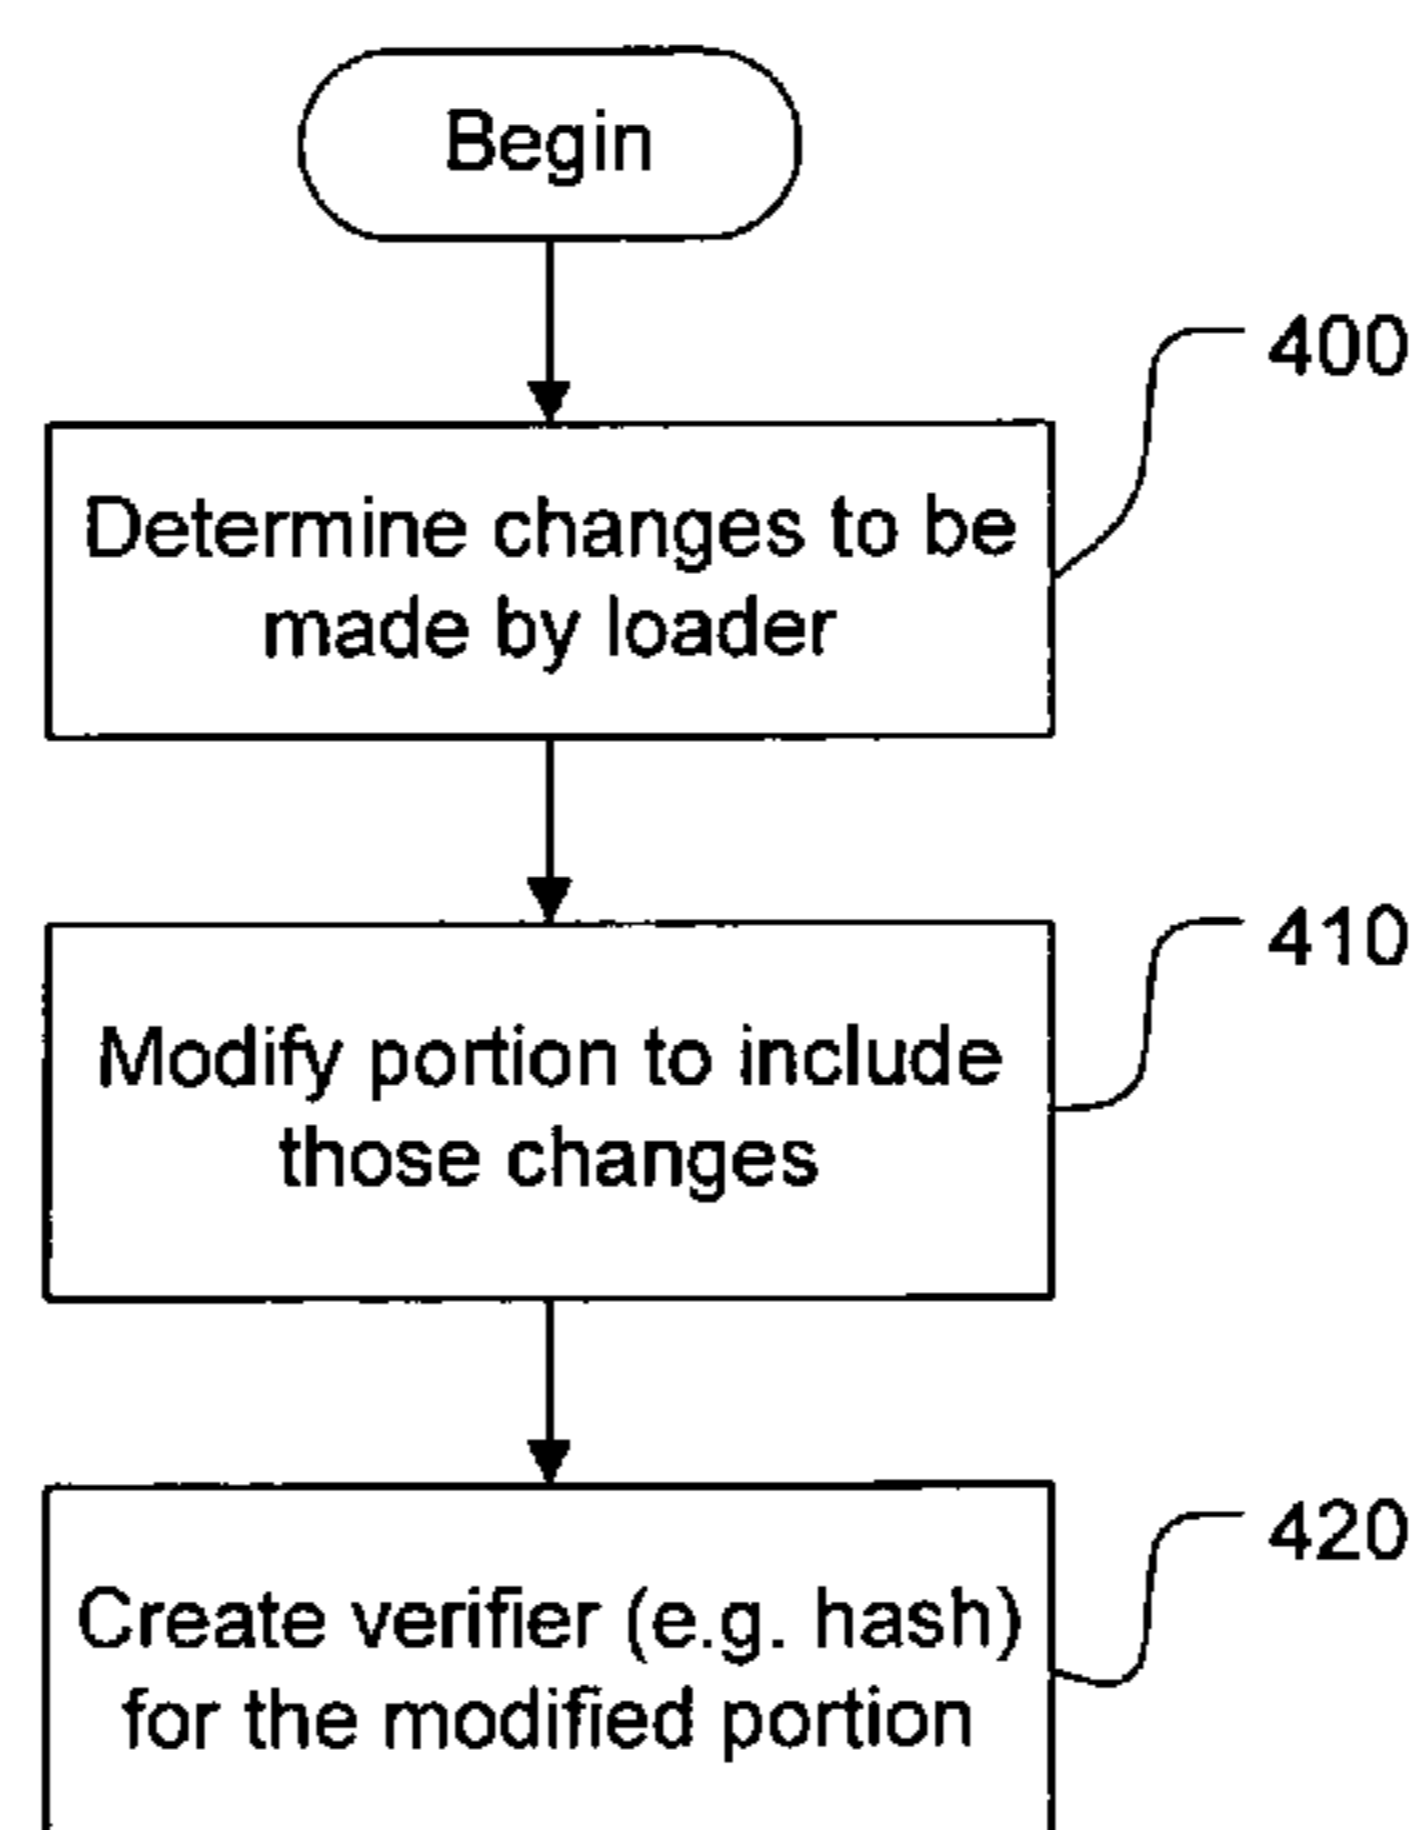 Begin
400
Determine changes to be
made by loader
410
Modify portion to include
those changes
420
Create verifier (e.g. hash)
for the modified portion